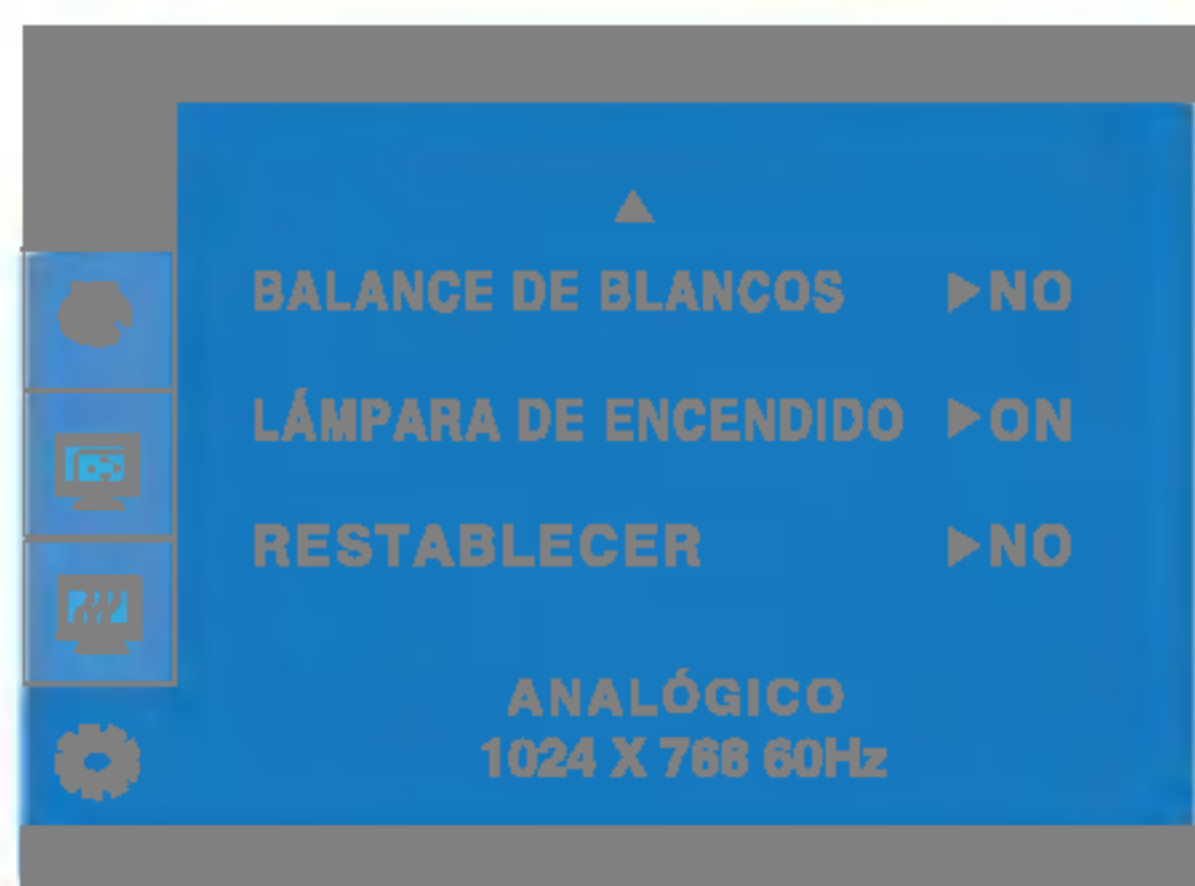 BALANCE DE BLANCOS ▶NO
LÁMPARA DE ENCENDIDO ▶ON
RESTABLECER ▶NO
ANALÓGICO
1024 X 768 60Hz